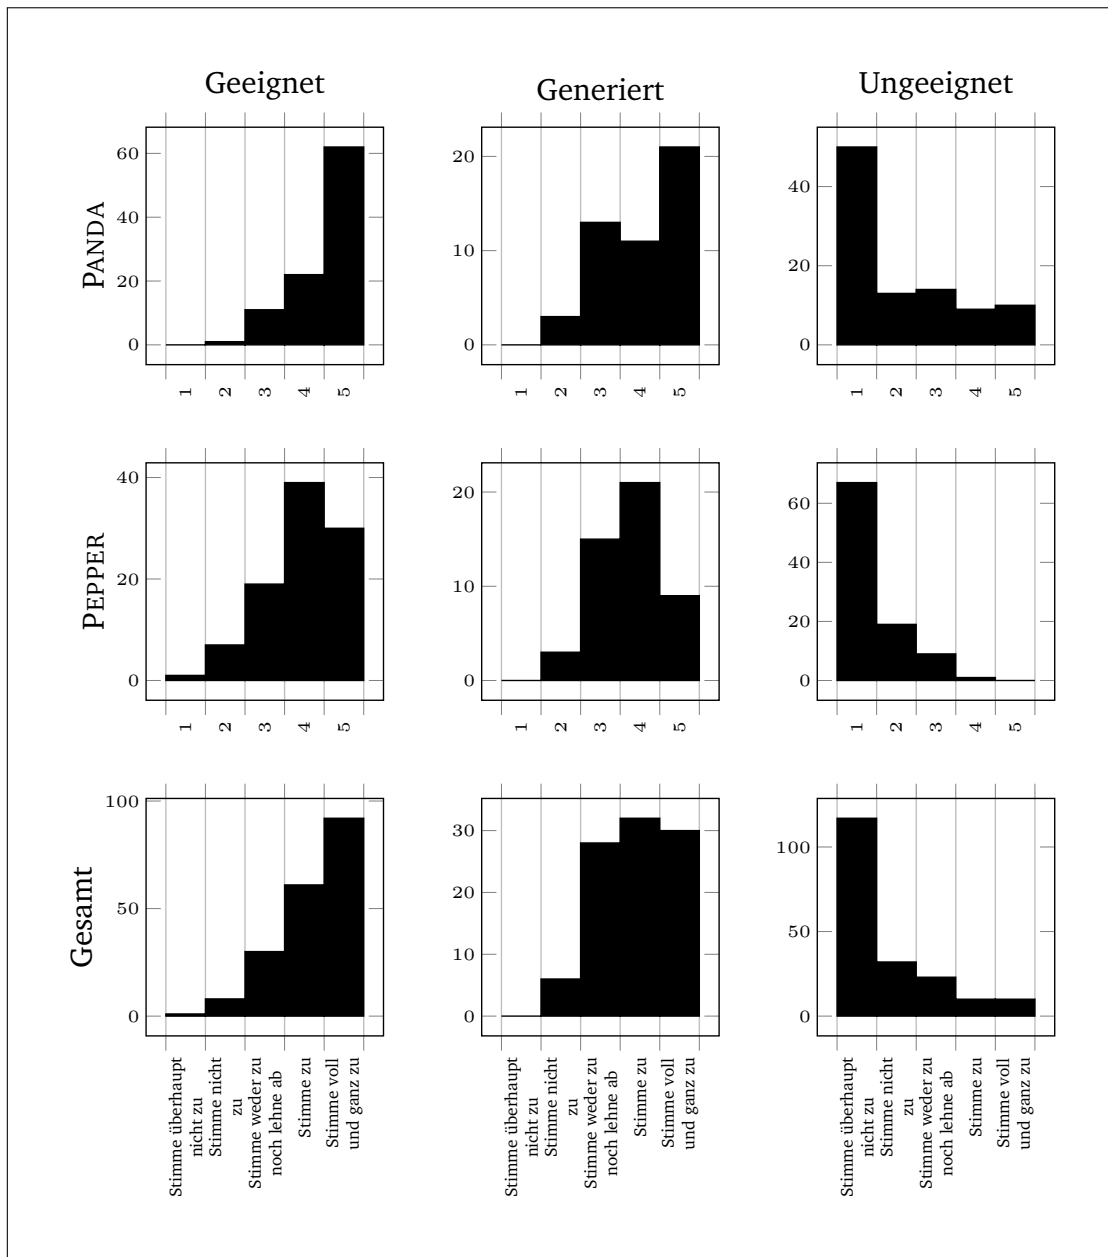 Geeignet
Generiert
Ungeeignet
PANDA
60
40
20
0
1
2
3
4
5
20
10
0
1
2
3
4
5
40
20
0
1
2
3
4
5
PEPPER
40
20
0
1
2
3
4
5
20
10
0
1
2
3
4
5
60
40
20
0
1
2
3
4
5
Gesamt
100
50
0
Stimme überhaupt
nicht zu
Stimme nicht
zu
Stimme weder zu
noch lehne ab
Stimme zu
Stimme voll
und ganz zu
30
20
10
0
Stimme überhaupt
nicht zu
Stimme nicht
zu
Stimme weder zu
noch lehne ab
Stimme zu
Stimme voll
und ganz zu
100
50
0
Stimme überhaupt
nicht zu
Stimme nicht
zu
Stimme weder zu
noch lehne ab
Stimme zu
Stimme voll
und ganz zu